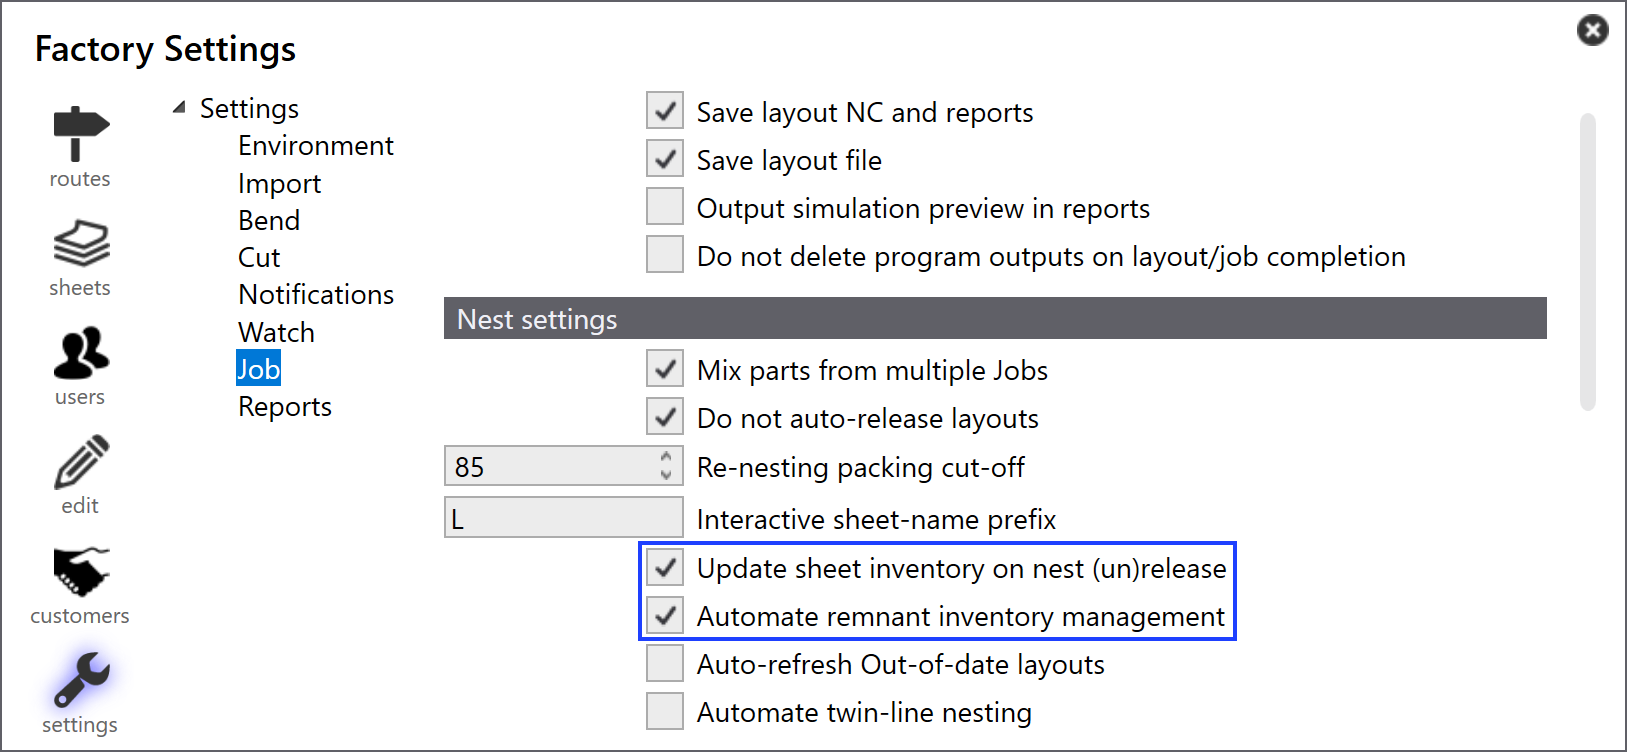 Factory Settings
routes
sheets
users
edit
customers
settings
Settings
Environment
Import
Bend
Cut
Notifications
Watch
Job
Reports
Save layout NC and reports
Save layout file
Output simulation preview in reports
Do not delete program outputs on layout/job completion
Nest settings
Mix parts from multiple Jobs
Do not auto-release layouts
85 Re-nesting packing cut-off
L Interactive sheet-name prefix
Update sheet inventory on nest (un)release
Automate remnant inventory management
Auto-refresh Out-of-date layouts
Automate twin-line nesting